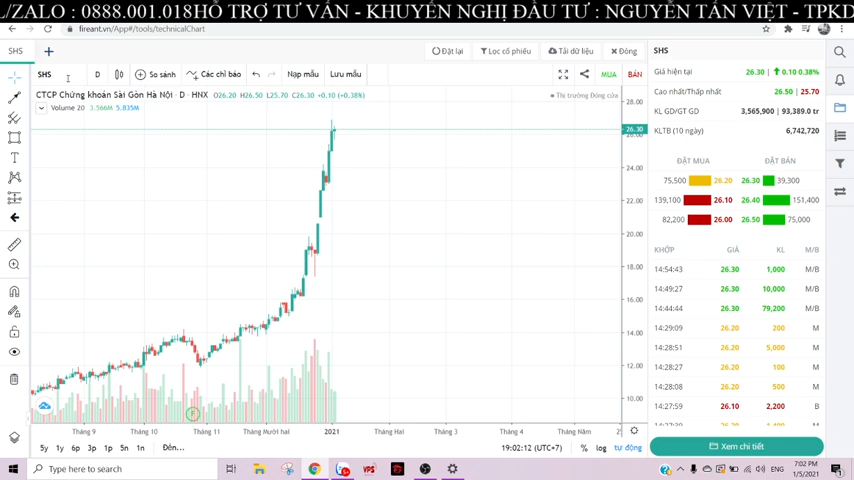 /ZALO : 0888.001.018HỖ TRỢ TƯ VẤN - KHUYẾN NGHỊ ĐẦU TƯ : NGUYỄN TẤN VIỆT - TPKD
fireant.vn/App#/tools/technicalChart
SHS
Đặt lại Lọc cổ phiếu Tải dữ liệu Đóng
SHS D So sánh Các chỉ báo Nạp mẫu Lưu mẫu MUA BÁN
CTCP Chứng khoán Sài Gòn Hà Nội · D · HNX O26.20 H26.50 L25.70 C26.30 +0.10 (+0.38%)
Thị trường Đóng cửa
Volume 20 3.566M 5.835M
28.00
26.30
26.00
24.00
22.00
20.00
18.00
16.00
14.00
12.00
10.00
E
Tháng 9 Tháng 10 Tháng 11 Tháng Mười hai 2021 Tháng Hai Tháng 3 Tháng 4 Tháng Năm
5y 1y 6p 3p 1p 5n 1n Đến...
19:02:12 (UTC+7) % log tự động
SHS
Giá hiện tại 26.30 | 0.10 0.38%
Cao nhất/Thấp nhất 26.50 | 25.70
KL GD/GT GD 3,565,900 | 93,389.0 tr
KLTB (10 ngày) 6,742,720
ĐẶT MUA ĐẶT BÁN
75,500 26.20 26.30 39,300
139,100 26.10 26.40 151,400
82,200 26.00 26.50 75,000
KHỚP GIÁ KL M/B
14:54:43 26.30 1,000 M/B
14:49:27 26.30 10,000 M/B
14:44:44 26.30 79,200 M/B
14:29:09 26.20 200 M
14:28:51 26.20 5,000 M
14:28:27 26.20 100 M
14:28:08 26.20 500 M
14:27:59 26.10 2,200 B
Xem chi tiết
Type here to search
VPS
ENG
7:02 PM
1/5/2021